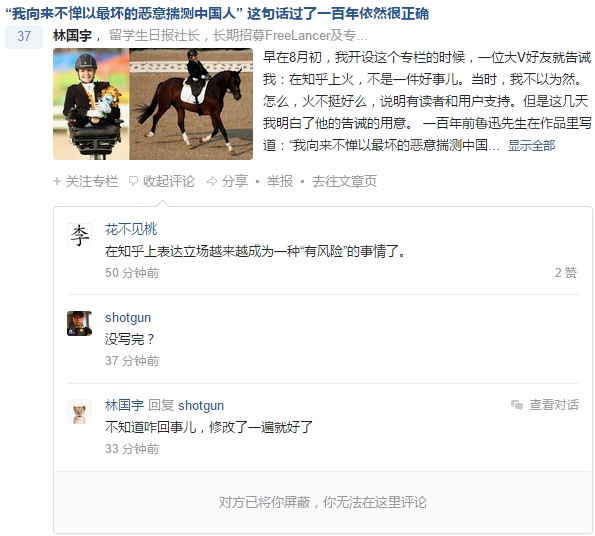 “我向来不惮以最坏的恶意揣测中国人” 这句话过了一百年依然很正确
37
林国宇，留学生日报社长，长期招募FreeLancer及专...
早在8月初，我开设这个专栏的时候，一位大V好友就告诫
我：在知乎上火，不是一件好事儿。当时，我不以为然。
怎么，火不挺好么，说明有读者和用户支持。但是这几天
我明白了他的告诫的用意。 一百年前鲁迅先生在作品里写
道：“我向来不惮以最坏的恶意揣测中国... 显示全部
+ 关注专栏 收起评论 分享 • 举报 • 去往文章页
李
花不见桃
在知乎上表达立场越来越成为一种“有风险”的事情了。
50 分钟前 2 赞
shotgun
没写完？
37 分钟前
林国宇 回复 shotgun 查看对话
不知道咋回事儿，修改了一遍就好了
33 分钟前
对方已将你屏蔽，你无法在这里评论